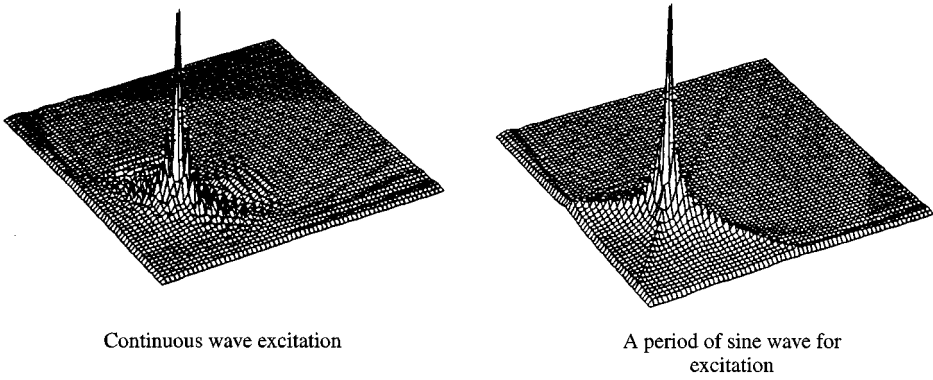 Continuous wave excitation
A period of sine wave for
excitation